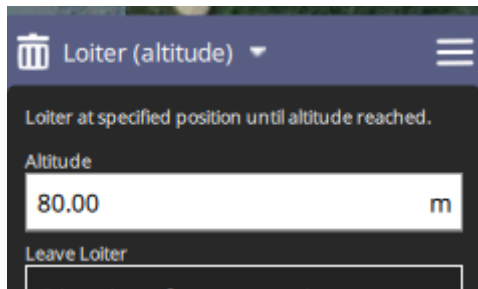 Loiter (altitude)
Loiter at specified position until altitude reached.
Altitude
80.00 m
Leave Loiter